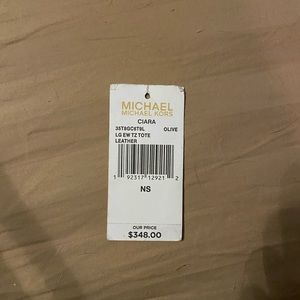 MICHAEL
MICHAEL KORS
CIARA
35T8GC6T9L OLIVE
LG EW TZ TOTE
LEATHER
1 92317 12921 2
NS
OUR PRICE
$348.00